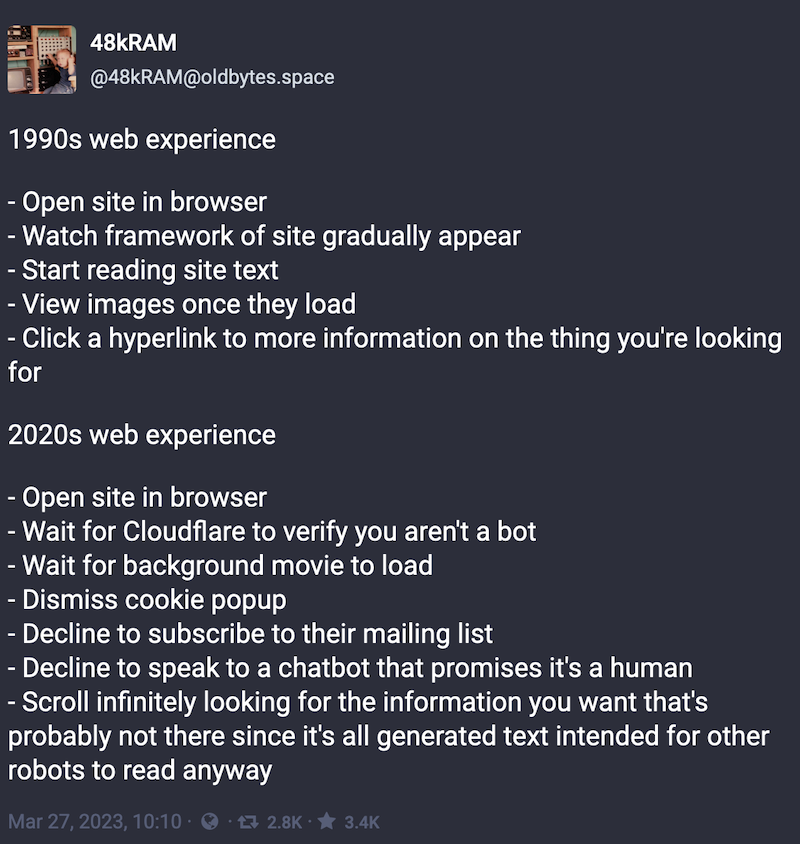 48kRAM
@48kRAM@oldbytes.space
1990s web experience
- Open site in browser
- Watch framework of site gradually appear
- Start reading site text
- View images once they load
- Click a hyperlink to more information on the thing you're looking
for
2020s web experience
- Open site in browser
- Wait for Cloudflare to verify you aren't a bot
- Wait for background movie to load
- Dismiss cookie popup
- Decline to subscribe to their mailing list
- Decline to speak to a chatbot that promises it's a human
- Scroll infinitely looking for the information you want that's
probably not there since it's all generated text intended for other
robots to read anyway
Mar 27, 2023, 10:10 · · 2.8K · 3.4K